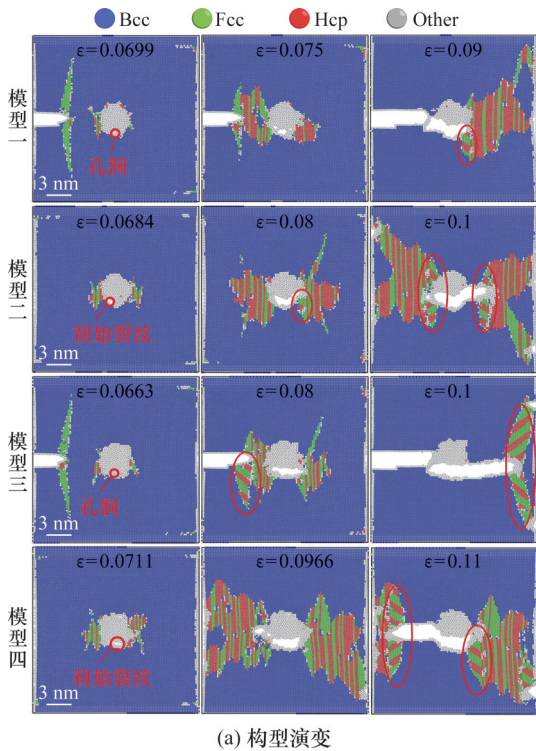 Bcc Fcc Hcp Other
模型一
ε=0.0699 ε=0.075 ε=0.09
孔洞
3 nm
模型二
ε=0.0684 ε=0.08 ε=0.1
初始裂纹
3 nm
模型三
ε=0.0663 ε=0.08 ε=0.1
孔洞
3 nm
模型四
ε=0.0711 ε=0.0966 ε=0.11
初始裂纹
3 nm
(a) 构型演变